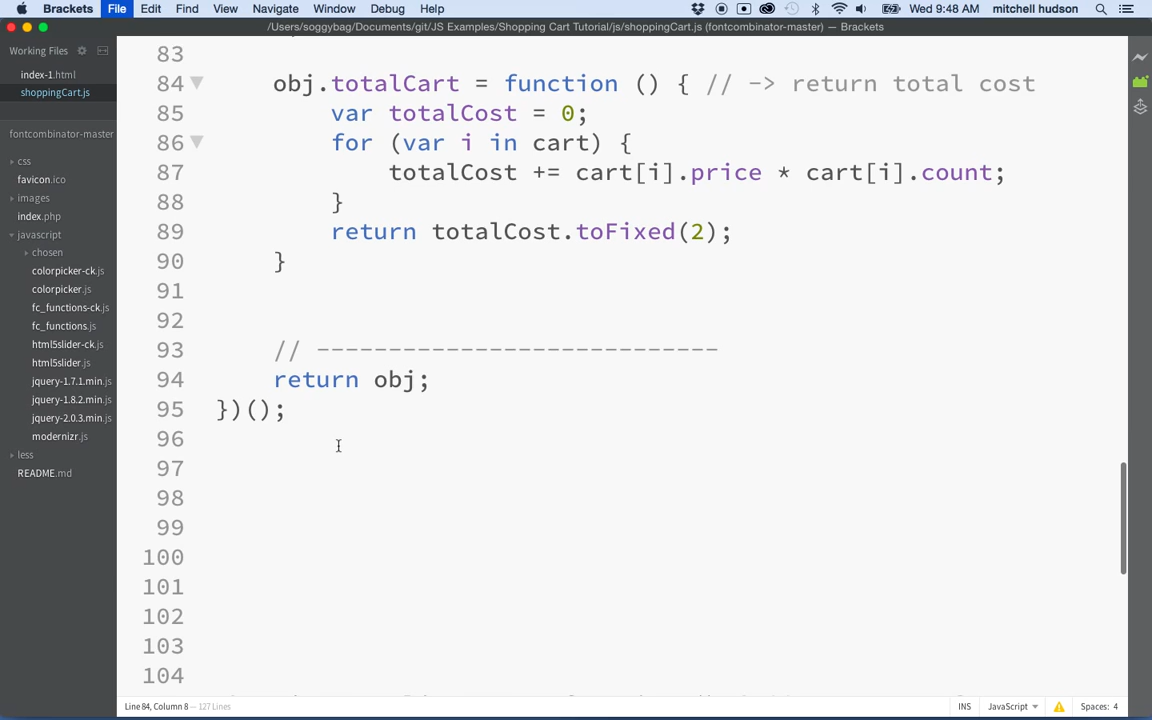 Brackets File Edit Find View Navigate Window Debug Help Wed 9:48 AM mitchell hudson
/Users/soggybag/Documents/git/JS Examples/Shopping Cart Tutorial/js/shoppingCart.js (fontcombinator-master) — Brackets
Working Files
index-1.html
shoppingCart.js
fontcombinator-master
css
favicon.ico
images
index.php
javascript
chosen
colorpicker-ck.js
colorpicker.js
fc_functions-ck.js
fc_functions.js
html5slider-ck.js
html5slider.js
jquery-1.7.1.min.js
jquery-1.8.2.min.js
jquery-2.0.3.min.js
modernizr.js
less
README.md
83
84 obj.totalCart = function () { // -> return total cost
85 var totalCost = 0;
86 for (var i in cart) {
87 totalCost += cart[i].price * cart[i].count;
88 }
89 return totalCost.toFixed(2);
90 }
91
92
93 // ----------------------------
94 return obj;
95 })();
96
97
98
99
100
101
102
103
104
Line 84, Column 8 — 127 Lines INS JavaScript Spaces: 4